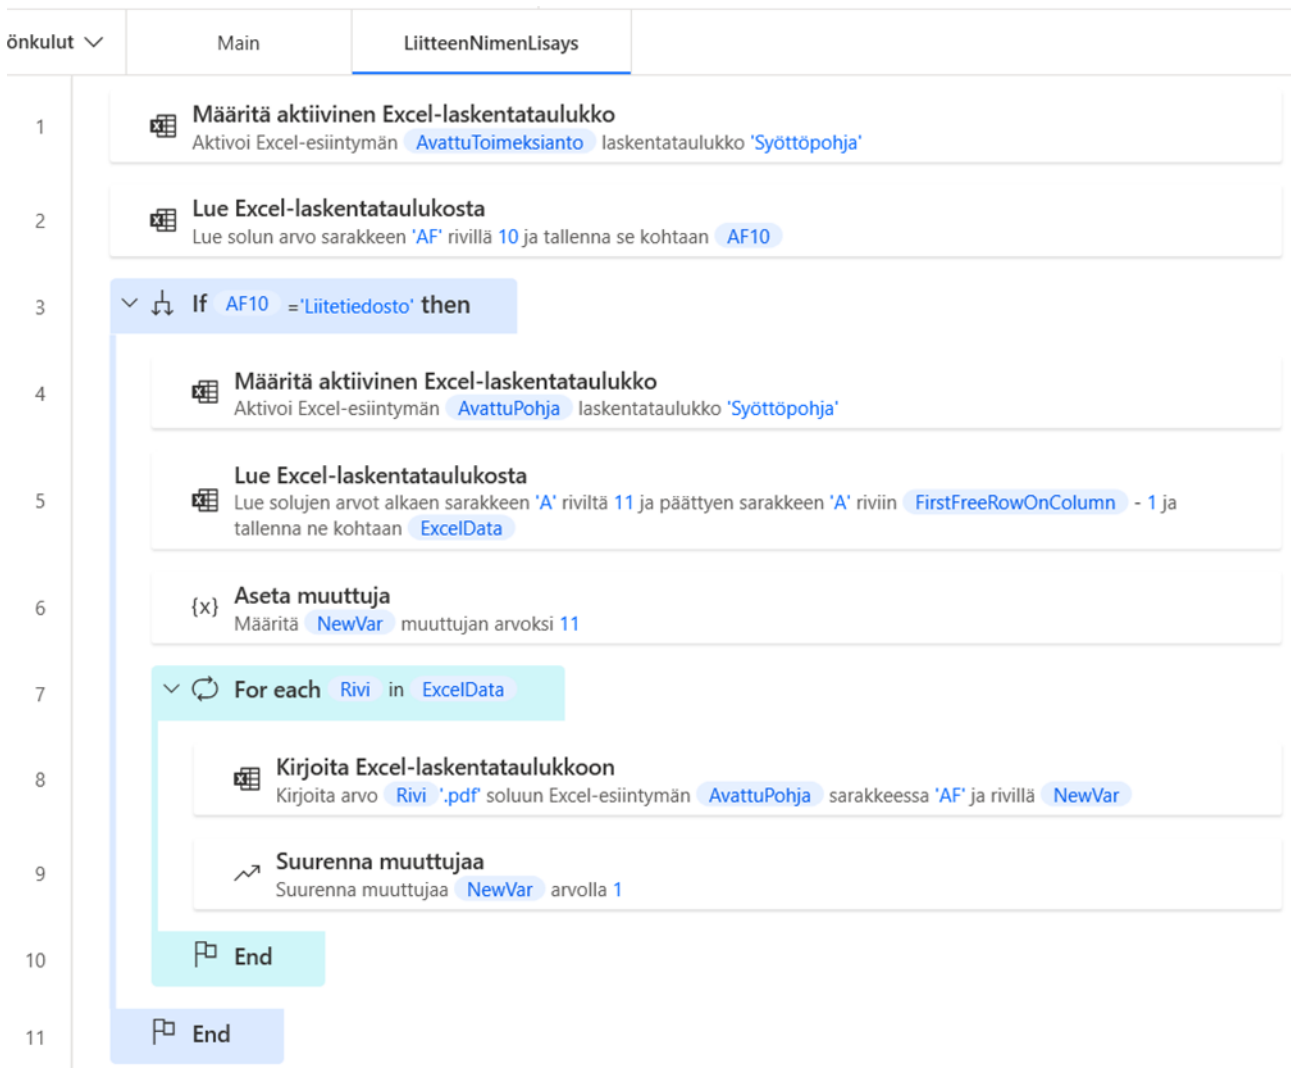 önkulut Main LiitteenNimenLisays
1 Määritä aktiivinen Excel-laskentataulukko
Aktivoi Excel-esiintymän AvattuToimeksianto laskentataulukko 'Syöttöpohja'
2 Lue Excel-laskentataulukosta
Lue solun arvo sarakkeen 'AF' rivillä 10 ja tallenna se kohtaan AF10
3 If AF10 ='Liitetiedosto' then
4 Määritä aktiivinen Excel-laskentataulukko
Aktivoi Excel-esiintymän AvattuPohja laskentataulukko 'Syöttöpohja'
5 Lue Excel-laskentataulukosta
Lue solujen arvot alkaen sarakkeen 'A' riviltä 11 ja päättyen sarakkeen 'A' riviin FirstFreeRowOnColumn - 1 ja
tallenna ne kohtaan ExcelData
6 {x} Aseta muuttuja
Määritä NewVar muuttujan arvoksi 11
7 For each Rivi in ExcelData
8 Kirjoita Excel-laskentataulukkoon
Kirjoita arvo Rivi '.pdf' soluun Excel-esiintymän AvattuPohja sarakkeessa 'AF' ja rivillä NewVar
9 Suurenna muuttujaa
Suurenna muuttujaa NewVar arvolla 1
10 End
11 End